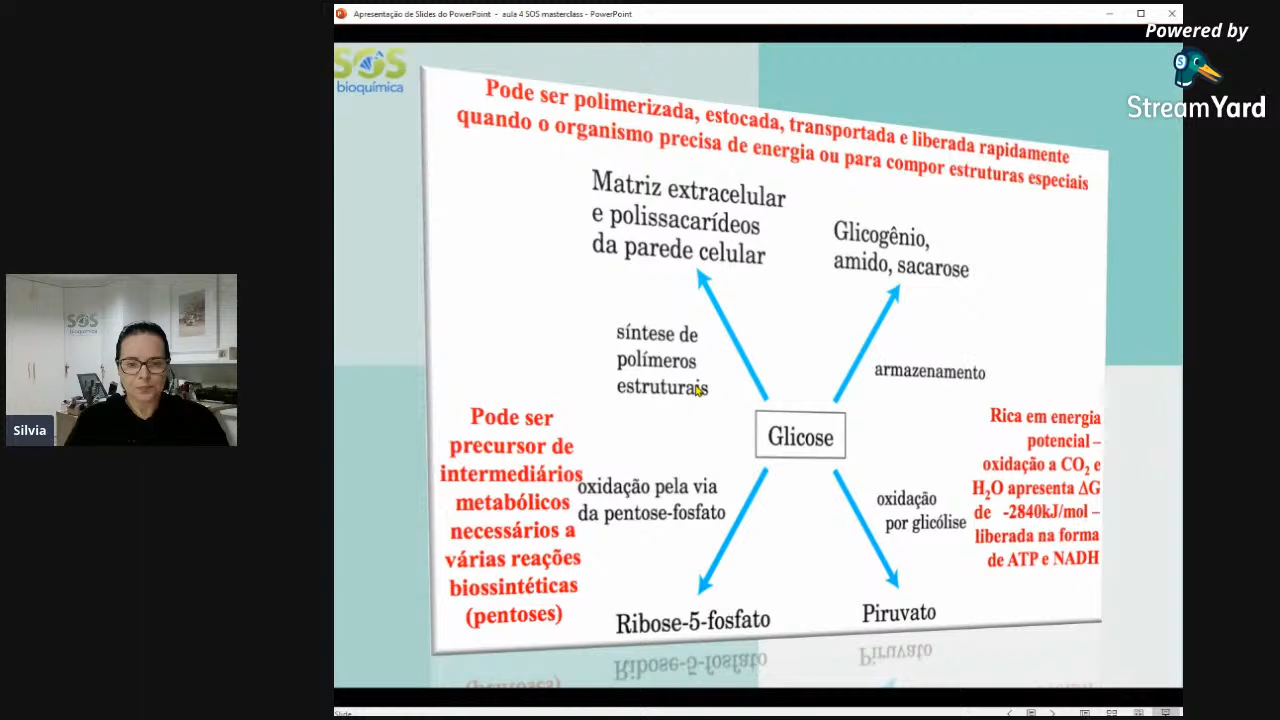 Apresentação de Slides do PowerPoint - aula 4 SOS masterclass - PowerPoint
Powered by
StreamYard
SOS
bioquímica
Pode ser polimerizada, estocada, transportada e liberada rapidamente
quando o organismo precisa de energia ou para compor estruturas especiais
Matriz extracelular
e polissacarídeos
da parede celular
Glicogênio,
amido, sacarose
síntese de
polímeros
estruturais
armazenamento
Glicose
Pode ser
precursor de
intermediários
metabólicos
necessários a
várias reações
biossintéticas
(pentoses)
oxidação pela via
da pentose-fosfato
oxidação
por glicólise
Rica em energia
potencial –
oxidação a CO₂ e
H₂O apresenta ΔG
de -2840kJ/mol –
liberada na forma
de ATP e NADH
Ribose-5-fosfato
Piruvato
SOS
bioquímica
Silvia
Slide